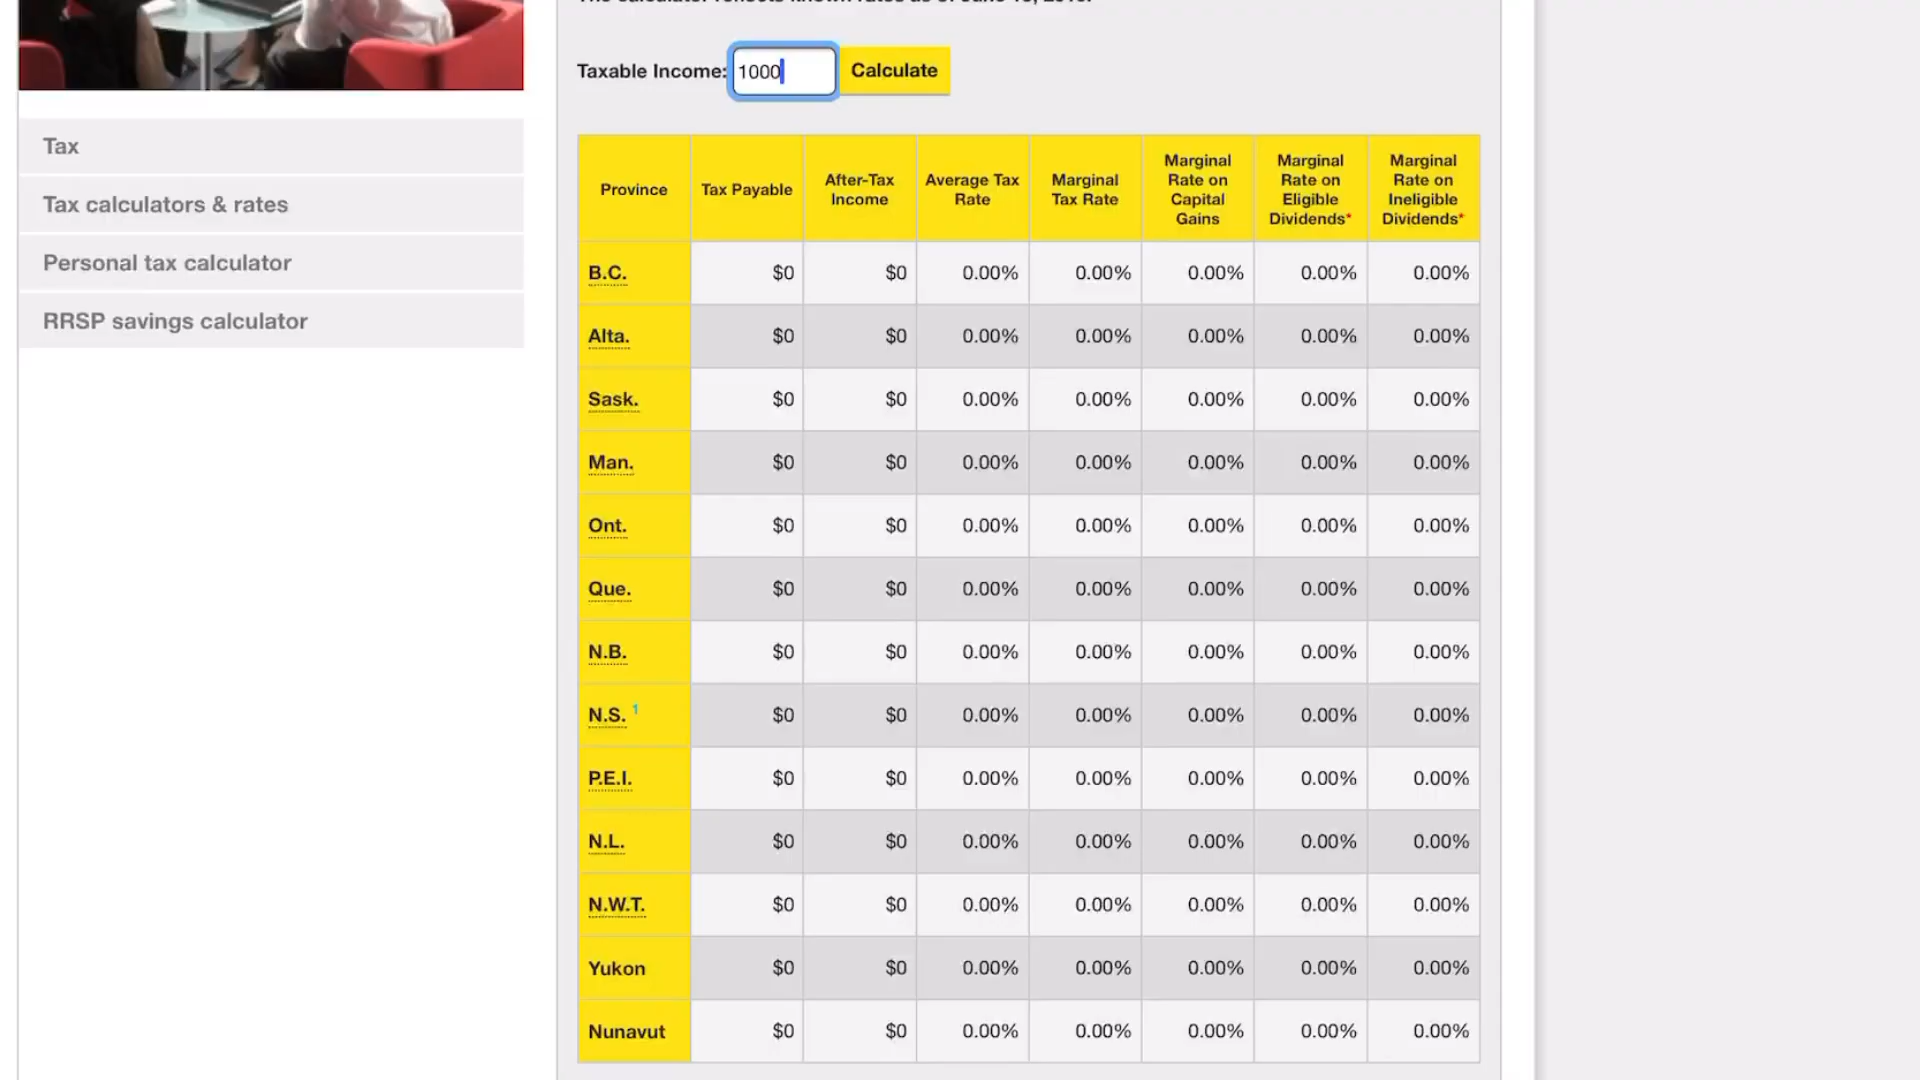 Taxable Income: 1000 Calculate
Tax
Tax calculators & rates
Personal tax calculator
RRSP savings calculator
Province Tax Payable After-Tax Income Average Tax Rate Marginal Tax Rate Marginal Rate on Capital Gains Marginal Rate on Eligible Dividends* Marginal Rate on Ineligible Dividends*
B.C. $0 $0 0.00% 0.00% 0.00% 0.00% 0.00%
Alta. $0 $0 0.00% 0.00% 0.00% 0.00% 0.00%
Sask. $0 $0 0.00% 0.00% 0.00% 0.00% 0.00%
Man. $0 $0 0.00% 0.00% 0.00% 0.00% 0.00%
Ont. $0 $0 0.00% 0.00% 0.00% 0.00% 0.00%
Que. $0 $0 0.00% 0.00% 0.00% 0.00% 0.00%
N.B. $0 $0 0.00% 0.00% 0.00% 0.00% 0.00%
N.S. 1 $0 $0 0.00% 0.00% 0.00% 0.00% 0.00%
P.E.I. $0 $0 0.00% 0.00% 0.00% 0.00% 0.00%
N.L. $0 $0 0.00% 0.00% 0.00% 0.00% 0.00%
N.W.T. $0 $0 0.00% 0.00% 0.00% 0.00% 0.00%
Yukon $0 $0 0.00% 0.00% 0.00% 0.00% 0.00%
Nunavut $0 $0 0.00% 0.00% 0.00% 0.00% 0.00%